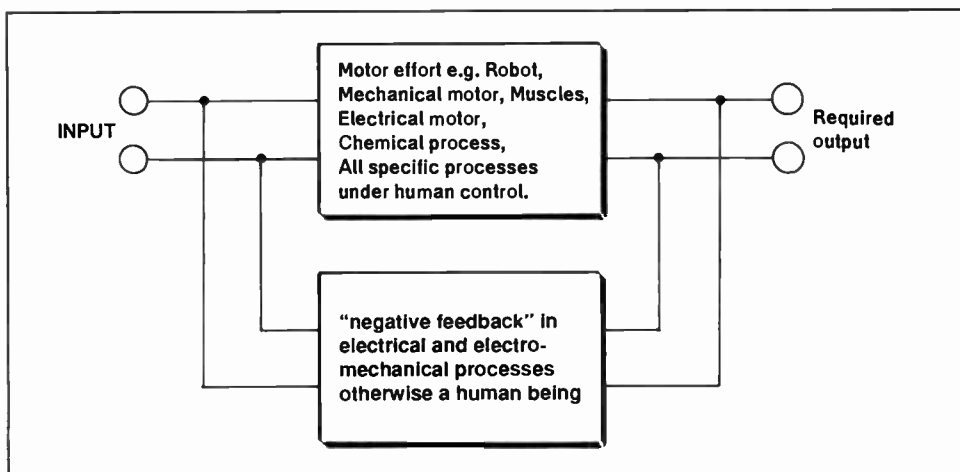 INPUT
Motor effort e.g. Robot,
Mechanical motor, Muscles,
Electrical motor,
Chemical process,
All specific processes
under human control.
Required
output
“negative feedback” in
electrical and electro-
mechanical processes
otherwise a human being